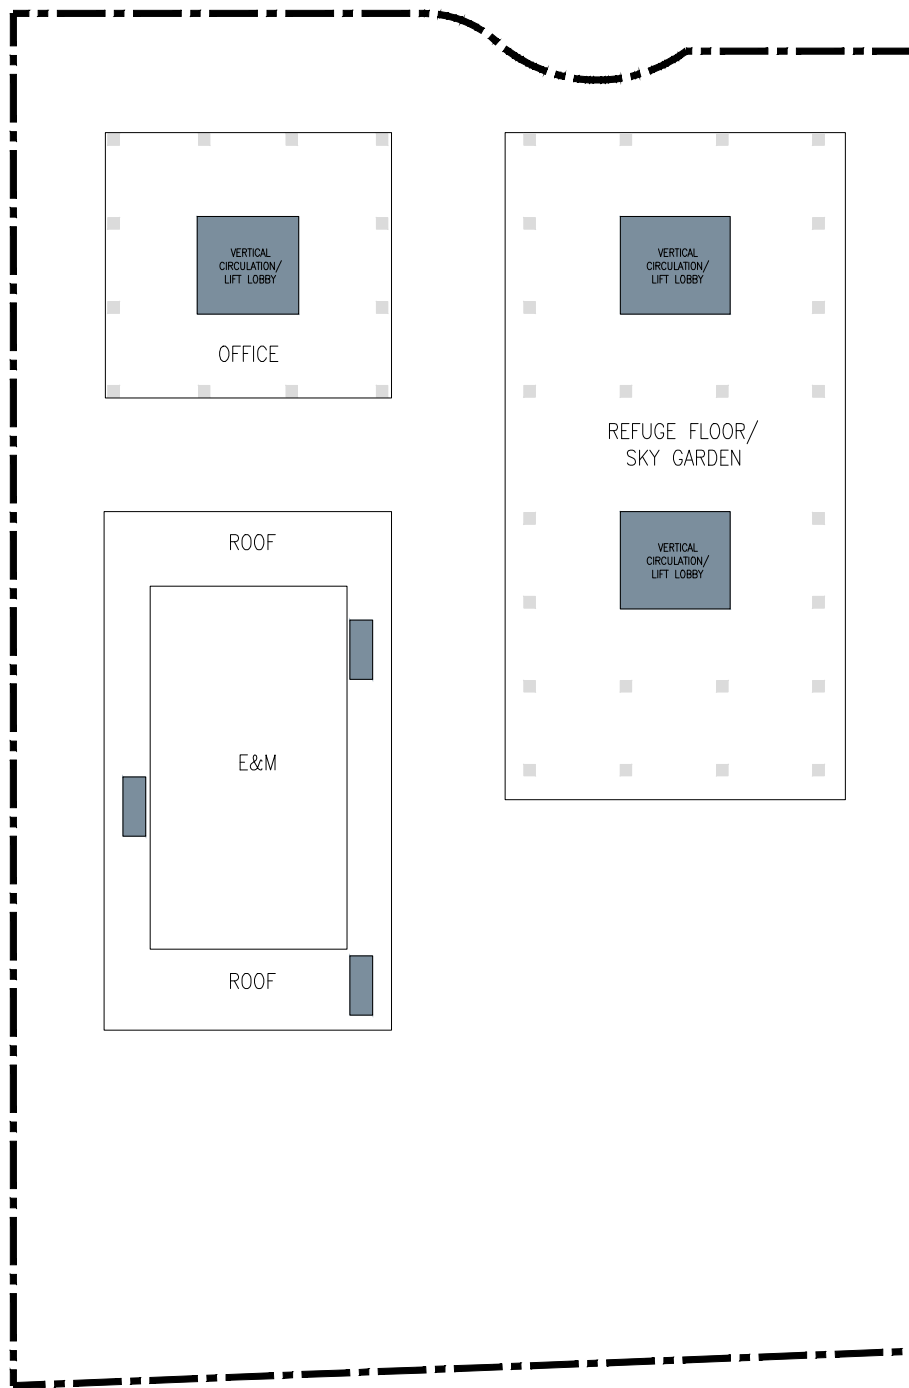 VERTICAL
CIRCULATION/
LIFT LOBBY
OFFICE
VERTICAL
CIRCULATION/
LIFT LOBBY
REFUGE FLOOR/
SKY GARDEN
VERTICAL
CIRCULATION/
LIFT LOBBY
ROOF
E&M
ROOF